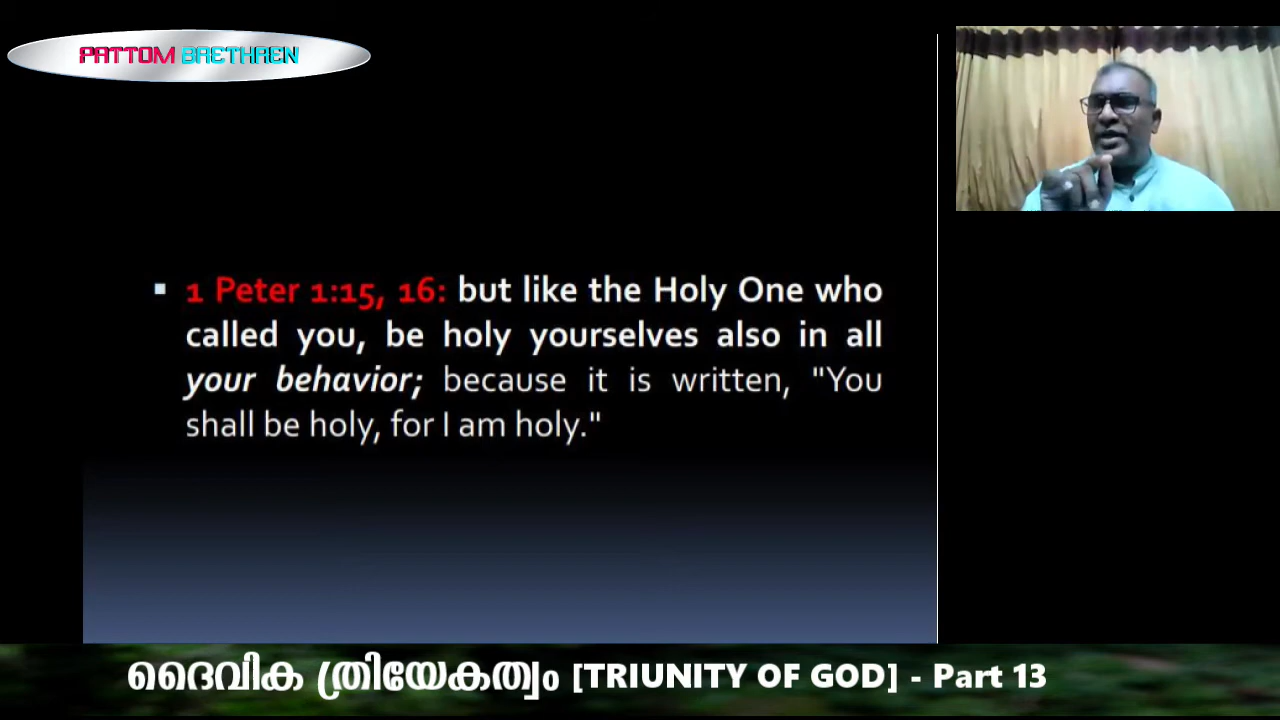 PATTOM BRETHREN
▪ 1 Peter 1:15, 16: but like the Holy One who
called you, be holy yourselves also in all
your behavior; because it is written, "You
shall be holy, for I am holy."
ദൈവിക ത്രിയേകത്വം [TRIUNITY OF GOD] - Part 13